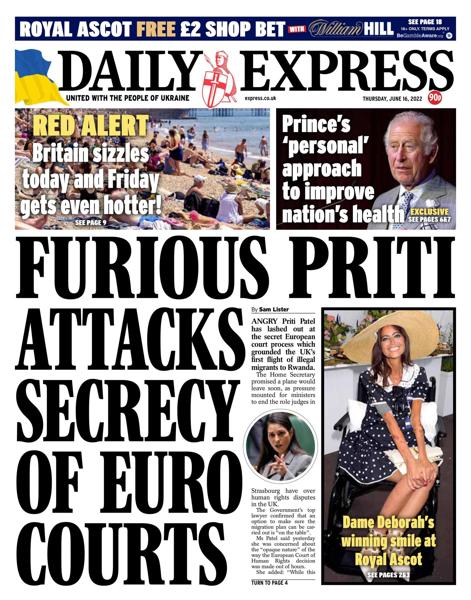 ROYAL ASCOT FREE £2 SHOP BET WITH William HILL
SEE PAGE 18
18+ ONLY. TERMS APPLY
BeGambleAware.org
DAILY EXPRESS
UNITED WITH THE PEOPLE OF UKRAINE
express.co.uk
THURSDAY, JUNE 16, 2022
90p
RED ALERT
Britain sizzles
today and Friday
gets even hotter!
SEE PAGE 9
Prince's
'personal'
approach
to improve
nation's health
EXCLUSIVE
SEE PAGES 6&7
FURIOUS PRITI
ATTACKS
SECRECY
OF EURO
COURTS
By Sam Lister
ANGRY Priti Patel
has lashed out at
the secret European
court process which
grounded the UK's
first flight of illegal
migrants to Rwanda.
The Home Secretary
promised a plane would
leave soon, as pressure
mounted for ministers
to end the role judges in
Strasbourg have over
human rights disputes
in the UK.
The Government's top
lawyer confirmed that an
option to make sure the
migration plan can be car-
ried out is "on the table".
Ms Patel said yesterday
she was concerned about
the "opaque nature" of the
way the European Court of
Human Rights decision
was made out of hours.
She added: "While this
TURN TO PAGE 4
Dame Deborah's
winning smile at
Royal Ascot
SEE PAGES 2&3